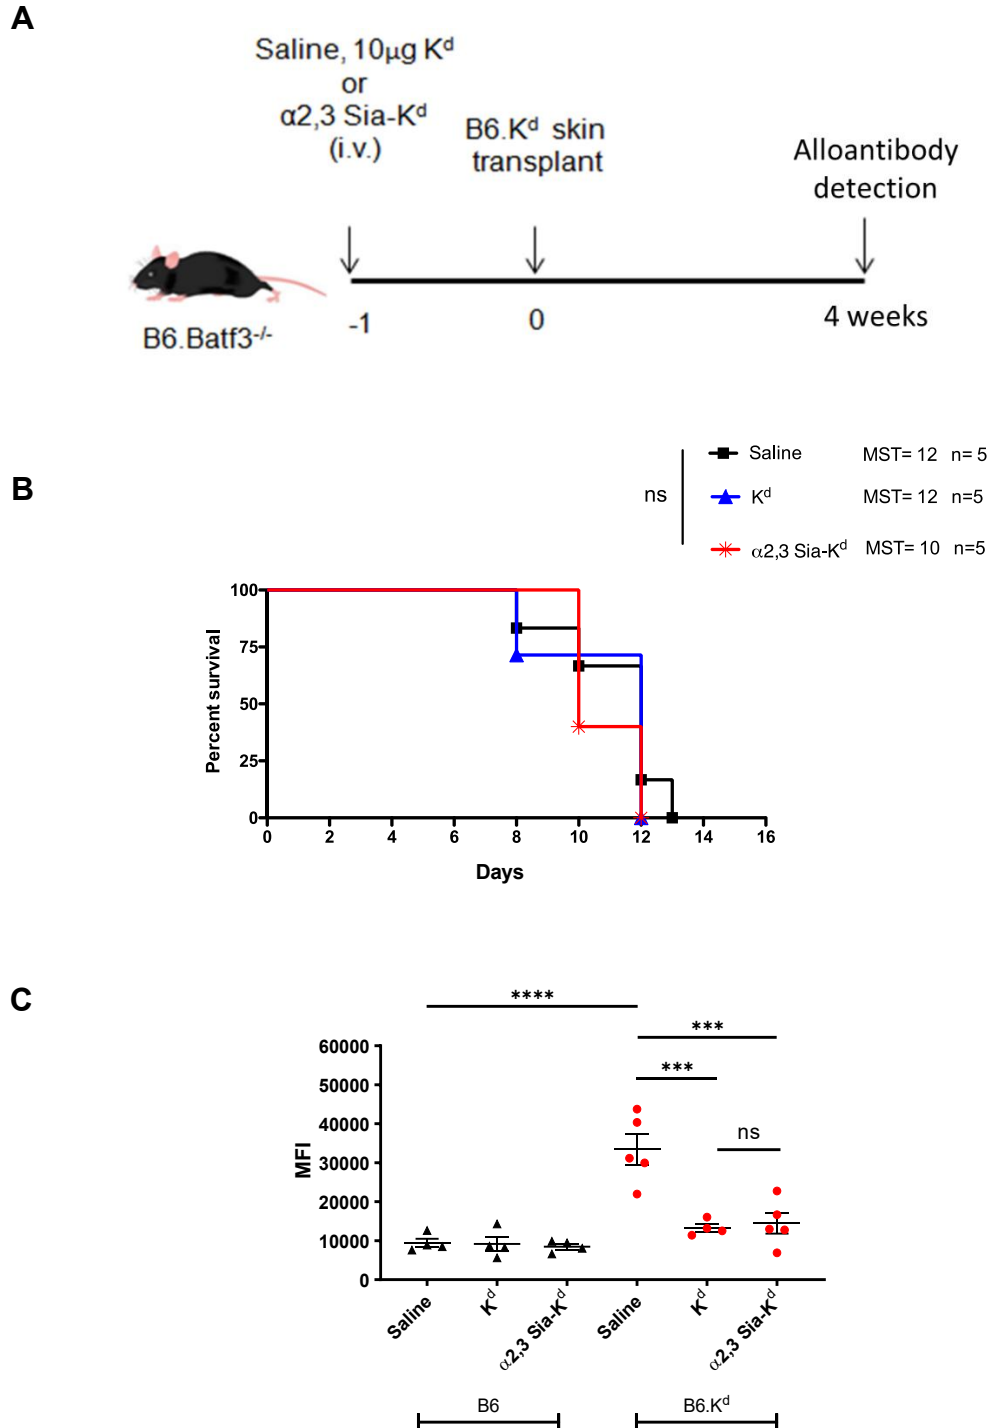 A
Saline, 10μg Kᵈ
or
α2,3 Sia-Kᵈ
(i.v.)
B6.Kᵈ skin
transplant
Alloantibody
detection
B6.Batf3⁻/⁻
-1
0
4 weeks
B
ns
Saline MST= 12 n= 5
Kᵈ MST= 12 n=5
α2,3 Sia-Kᵈ MST= 10 n=5
Percent survival
100
75
50
25
0
0 2 4 6 8 10 12 14 16
Days
C
****
***
***
ns
MFI
60000
50000
40000
30000
20000
10000
0
Saline
Kᵈ
α2,3 Sia-Kᵈ
Saline
Kᵈ
α2,3 Sia-Kᵈ
B6
B6.Kᵈ